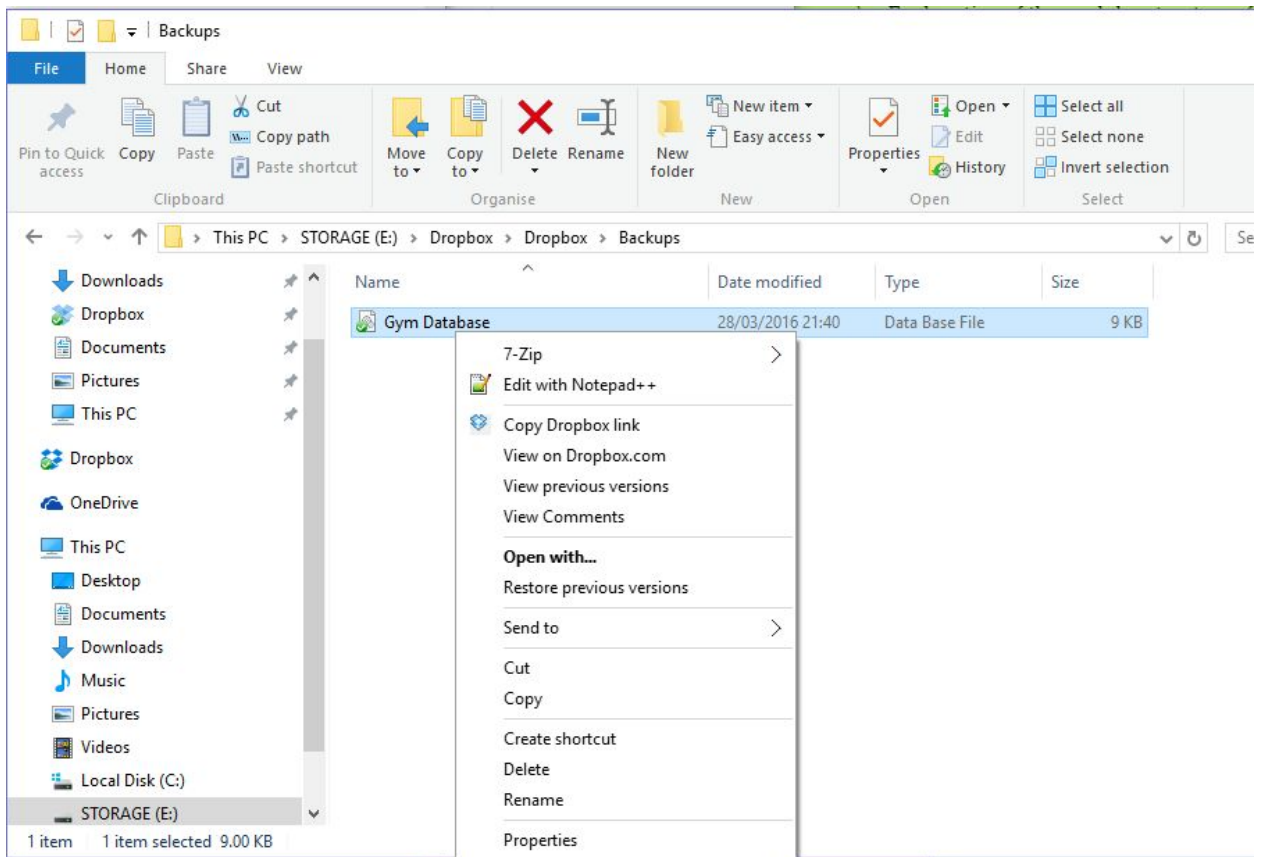 Backups
File Home Share View
Pin to Quick access
Copy
Paste
Cut
Copy path
Paste shortcut
Clipboard
Move to
Copy to
Delete
Rename
Organise
New folder
New item
Easy access
New
Properties
Open
Edit
History
Open
Select all
Select none
Invert selection
Select
This PC > STORAGE (E:) > Dropbox > Dropbox > Backups
Se
Name Date modified Type Size
Gym Database 28/03/2016 21:40 Data Base File 9 KB
Downloads
Dropbox
Documents
Pictures
This PC
Dropbox
OneDrive
This PC
Desktop
Documents
Downloads
Music
Pictures
Videos
Local Disk (C:)
STORAGE (E:)
7-Zip
Edit with Notepad++
Copy Dropbox link
View on Dropbox.com
View previous versions
View Comments
Open with...
Restore previous versions
Send to
Cut
Copy
Create shortcut
Delete
Rename
Properties
1 item 1 item selected 9.00 KB